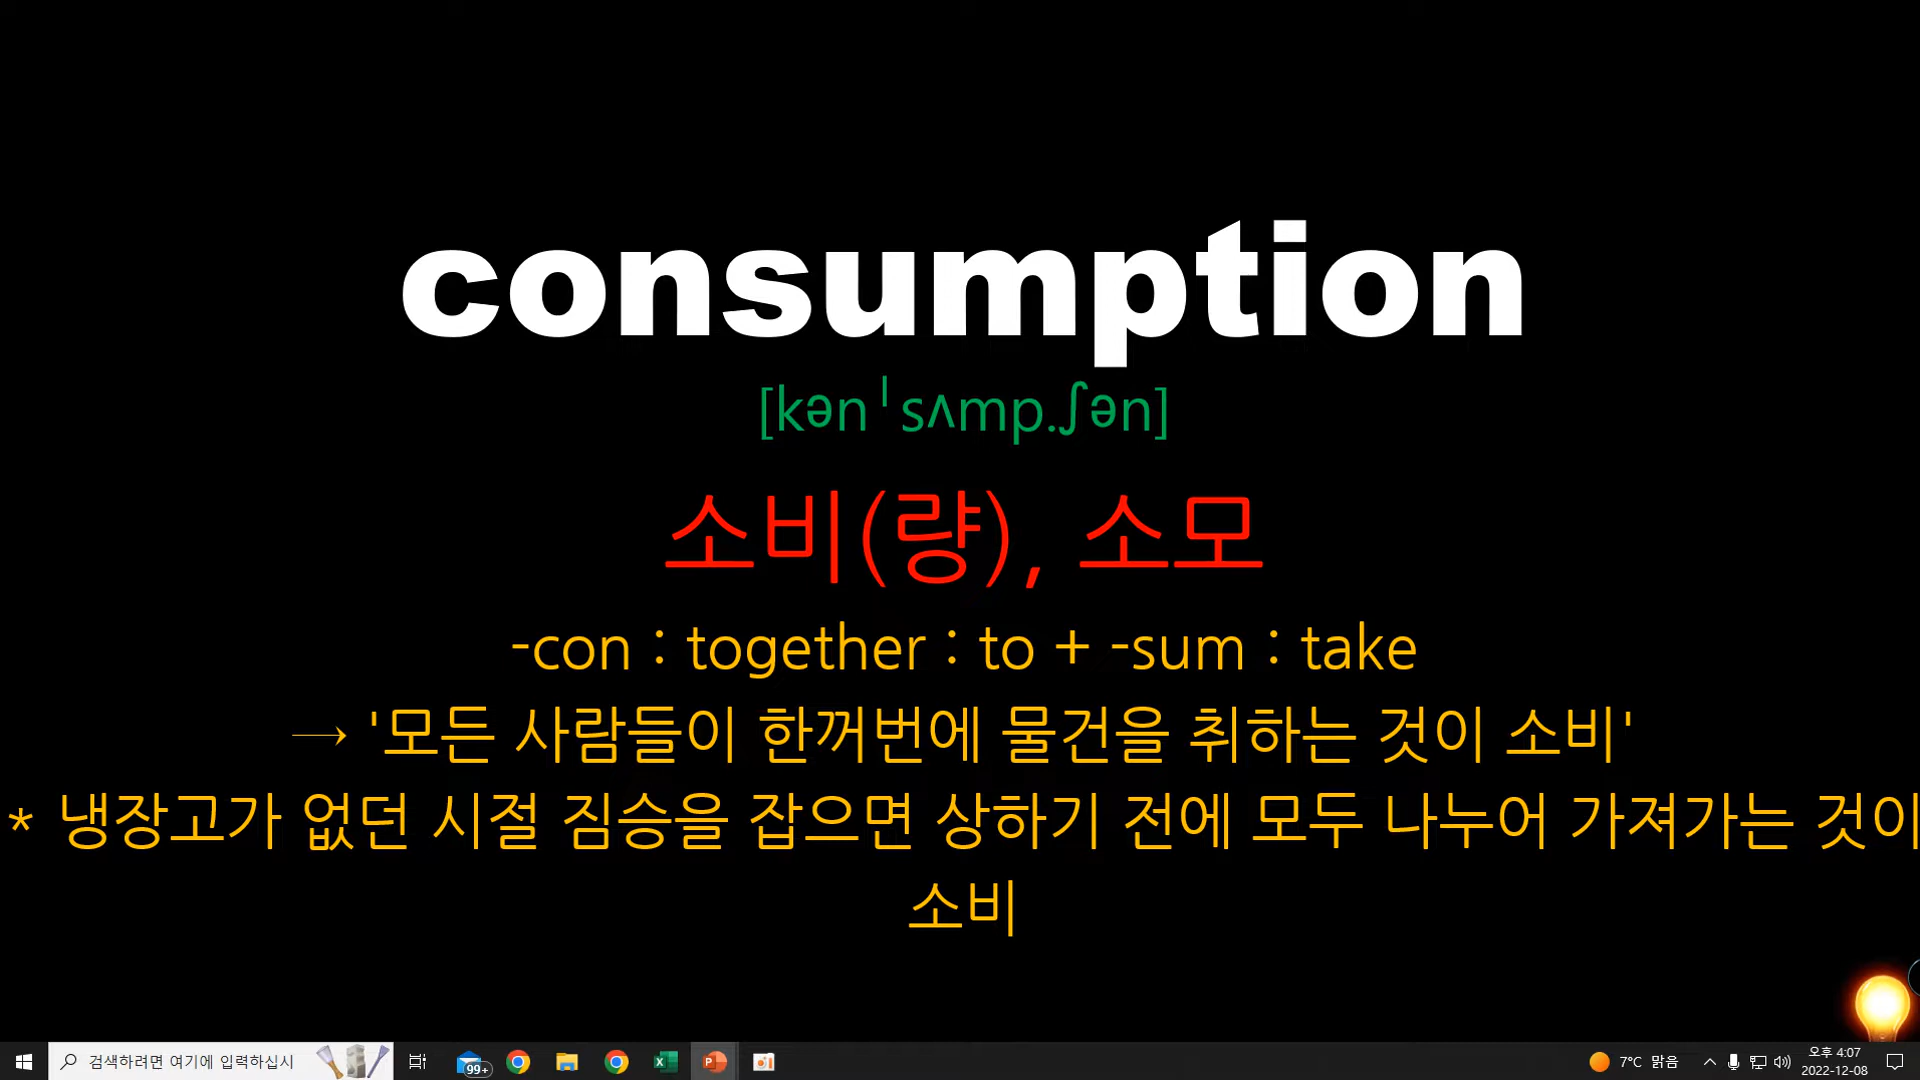 consumption
[kənˈsʌmp.ʃən]
소비(량), 소모
-con : together : to + -sum : take
→ '모든 사람들이 한꺼번에 물건을 취하는 것이 소비'
* 냉장고가 없던 시절 짐승을 잡으면 상하기 전에 모두 나누어 가져가는 것이
소비
검색하려면 여기에 입력하십시
99+
7°C 맑음
오후 4:07
2022-12-08